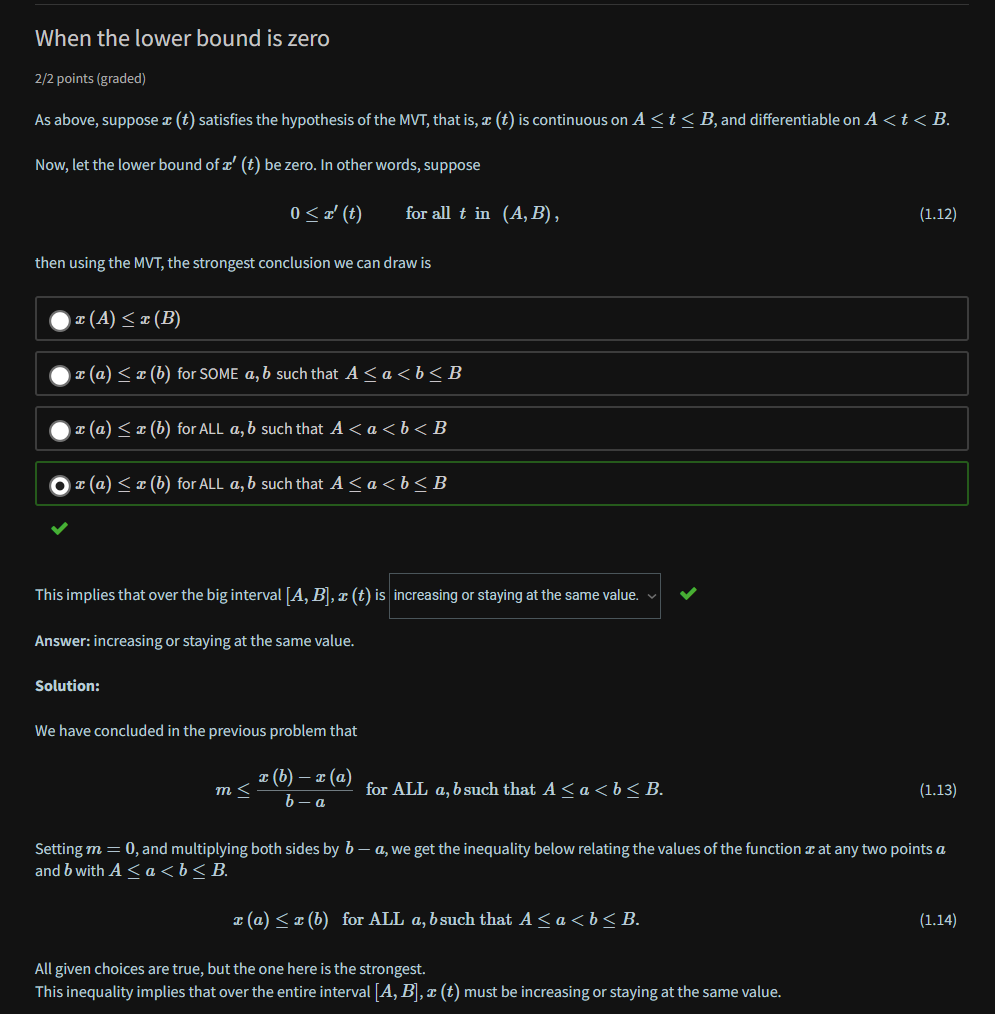 When the lower bound is zero
2/2 points (graded)
As above, suppose x (t) satisfies the hypothesis of the MVT, that is, x (t) is continuous on A ≤ t ≤ B, and differentiable on A < t < B.
Now, let the lower bound of x′ (t) be zero. In other words, suppose
0 ≤ x′ (t) for all t in (A, B) , (1.12)
then using the MVT, the strongest conclusion we can draw is
x (A) ≤ x (B)
x (a) ≤ x (b) for SOME a, b such that A ≤ a < b ≤ B
x (a) ≤ x (b) for ALL a, b such that A < a < b < B
x (a) ≤ x (b) for ALL a, b such that A ≤ a < b ≤ B
This implies that over the big interval [A, B], x (t) is increasing or staying at the same value.
Answer: increasing or staying at the same value.
Solution:
We have concluded in the previous problem that
m ≤ (x (b) − x (a)) / (b − a) for ALL a, b such that A ≤ a < b ≤ B. (1.13)
Setting m = 0, and multiplying both sides by b − a, we get the inequality below relating the values of the function x at any two points a
and b with A ≤ a < b ≤ B.
x (a) ≤ x (b) for ALL a, b such that A ≤ a < b ≤ B. (1.14)
All given choices are true, but the one here is the strongest.
This inequality implies that over the entire interval [A, B], x (t) must be increasing or staying at the same value.